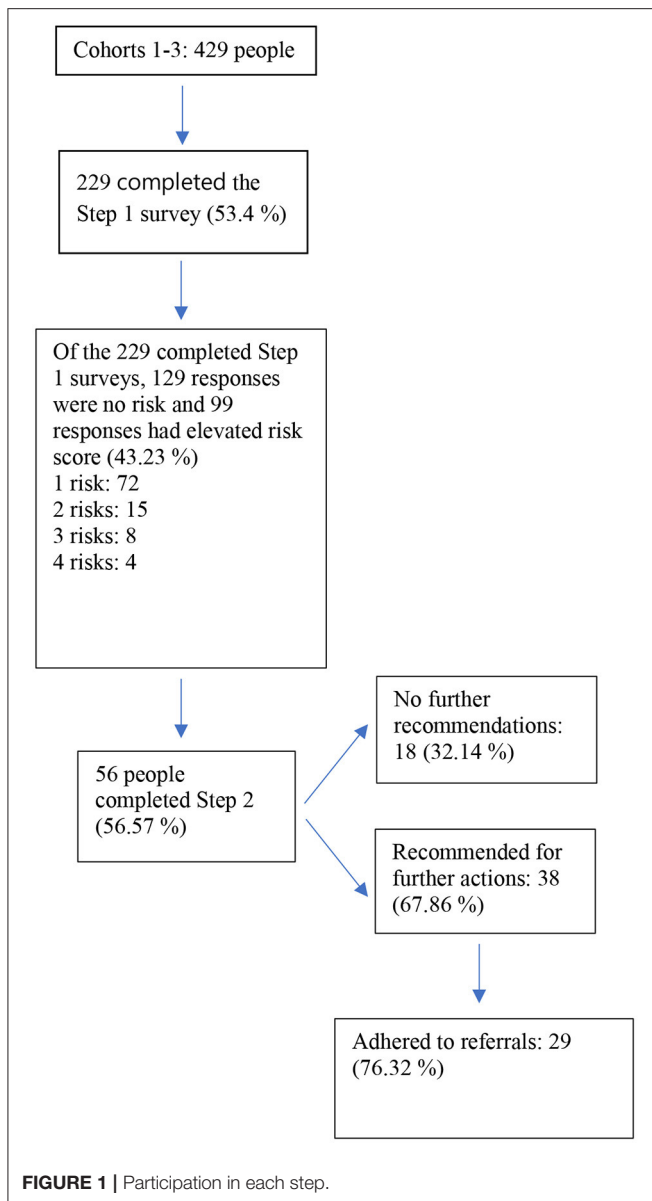 Cohorts 1-3: 429 people
229 completed the
Step 1 survey (53.4 %)
Of the 229 completed Step
1 surveys, 129 responses
were no risk and 99
responses had elevated risk
score (43.23 %)
1 risk: 72
2 risks: 15
3 risks: 8
4 risks: 4
No further
recommendations:
18 (32.14 %)
56 people
completed Step 2
(56.57 %)
Recommended for
further actions: 38
(67.86 %)
Adhered to referrals: 29
(76.32 %)
FIGURE 1 | Participation in each step.